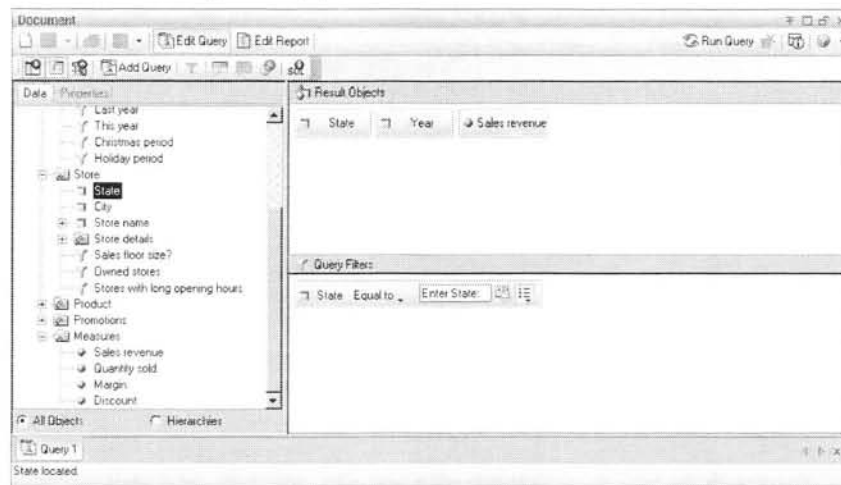 Document
Edit Query Edit Report Run Query
Add Query SQL
Data Properties Result Objects
Last year
This year
Christmas period
Holiday period
State Year Sales revenue
Store
State
City
Store name
Store details
Sales floor size?
Owned stores
Stores with long opening hours
Query Filters
State Equal to Enter State:
Product
Promotions
Measures
Sales revenue
Quantity sold
Margin
Discount
All Objects Hierarchies
Query 1
State located.